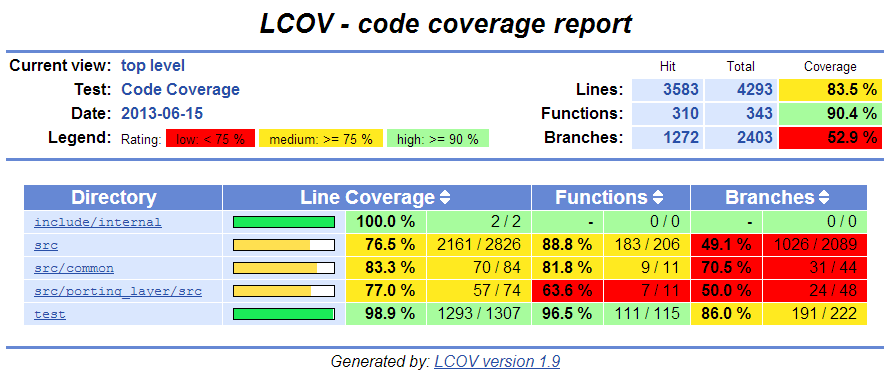 LCOV - code coverage report
Current view: top level
Hit Total Coverage
Test: Code Coverage
Lines: 3583 4293 83.5 %
Date: 2013-06-15
Functions: 310 343 90.4 %
Legend: Rating: low: < 75 % medium: >= 75 % high: >= 90 %
Branches: 1272 2403 52.9 %
Directory Line Coverage Functions Branches
include/internal 100.0 % 2 / 2 - 0 / 0 - 0 / 0
src 76.5 % 2161 / 2826 88.8 % 183 / 206 49.1 % 1026 / 2089
src/common 83.3 % 70 / 84 81.8 % 9 / 11 70.5 % 31 / 44
src/porting_layer/src 77.0 % 57 / 74 63.6 % 7 / 11 50.0 % 24 / 48
test 98.9 % 1293 / 1307 96.5 % 111 / 115 86.0 % 191 / 222
Generated by: LCOV version 1.9